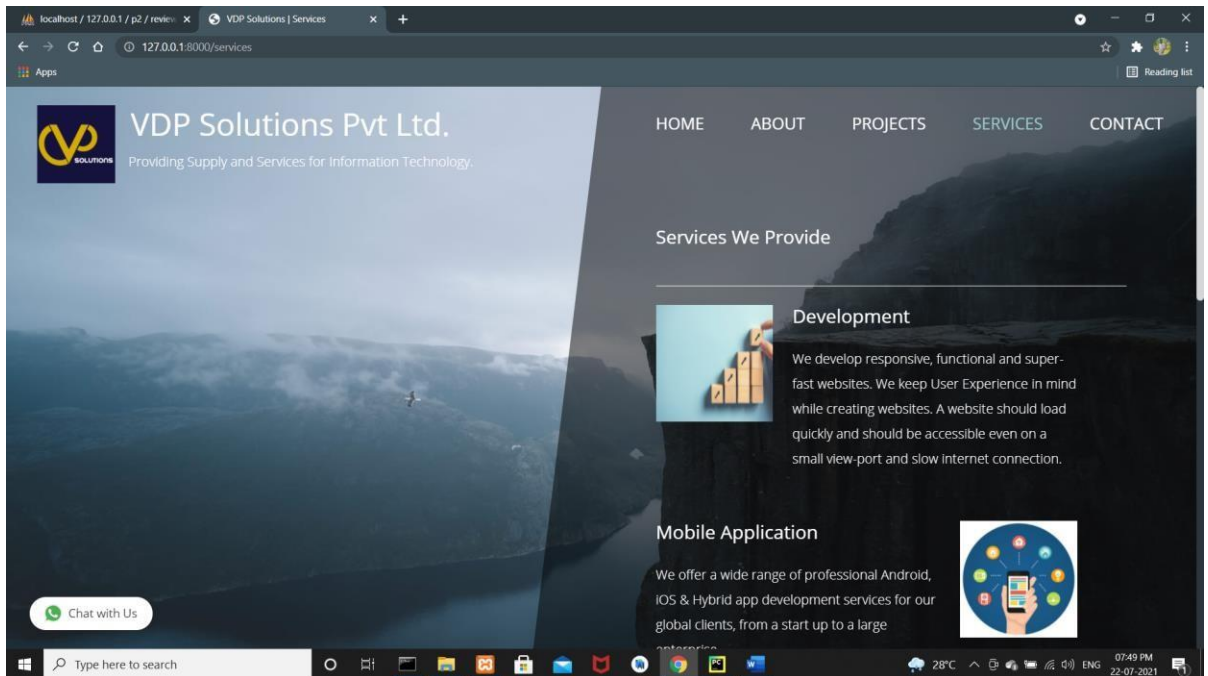 localhost / 127.0.0.1 / p2 / review
VDP Solutions | Services
127.0.0.1:8000/services
Apps
Reading list
VP
SOLUTIONS
VDP Solutions Pvt Ltd.
Providing Supply and Services for Information Technology.
HOME ABOUT PROJECTS SERVICES CONTACT
Services We Provide
Development
We develop responsive, functional and super-
fast websites. We keep User Experience in mind
while creating websites. A website should load
quickly and should be accessible even on a
small view-port and slow internet connection.
Mobile Application
We offer a wide range of professional Android,
iOS & Hybrid app development services for our
global clients, from a start up to a large
enterprise
Chat with Us
Type here to search
PC
W
28°C
ENG
07:49 PM
22-07-2021
1